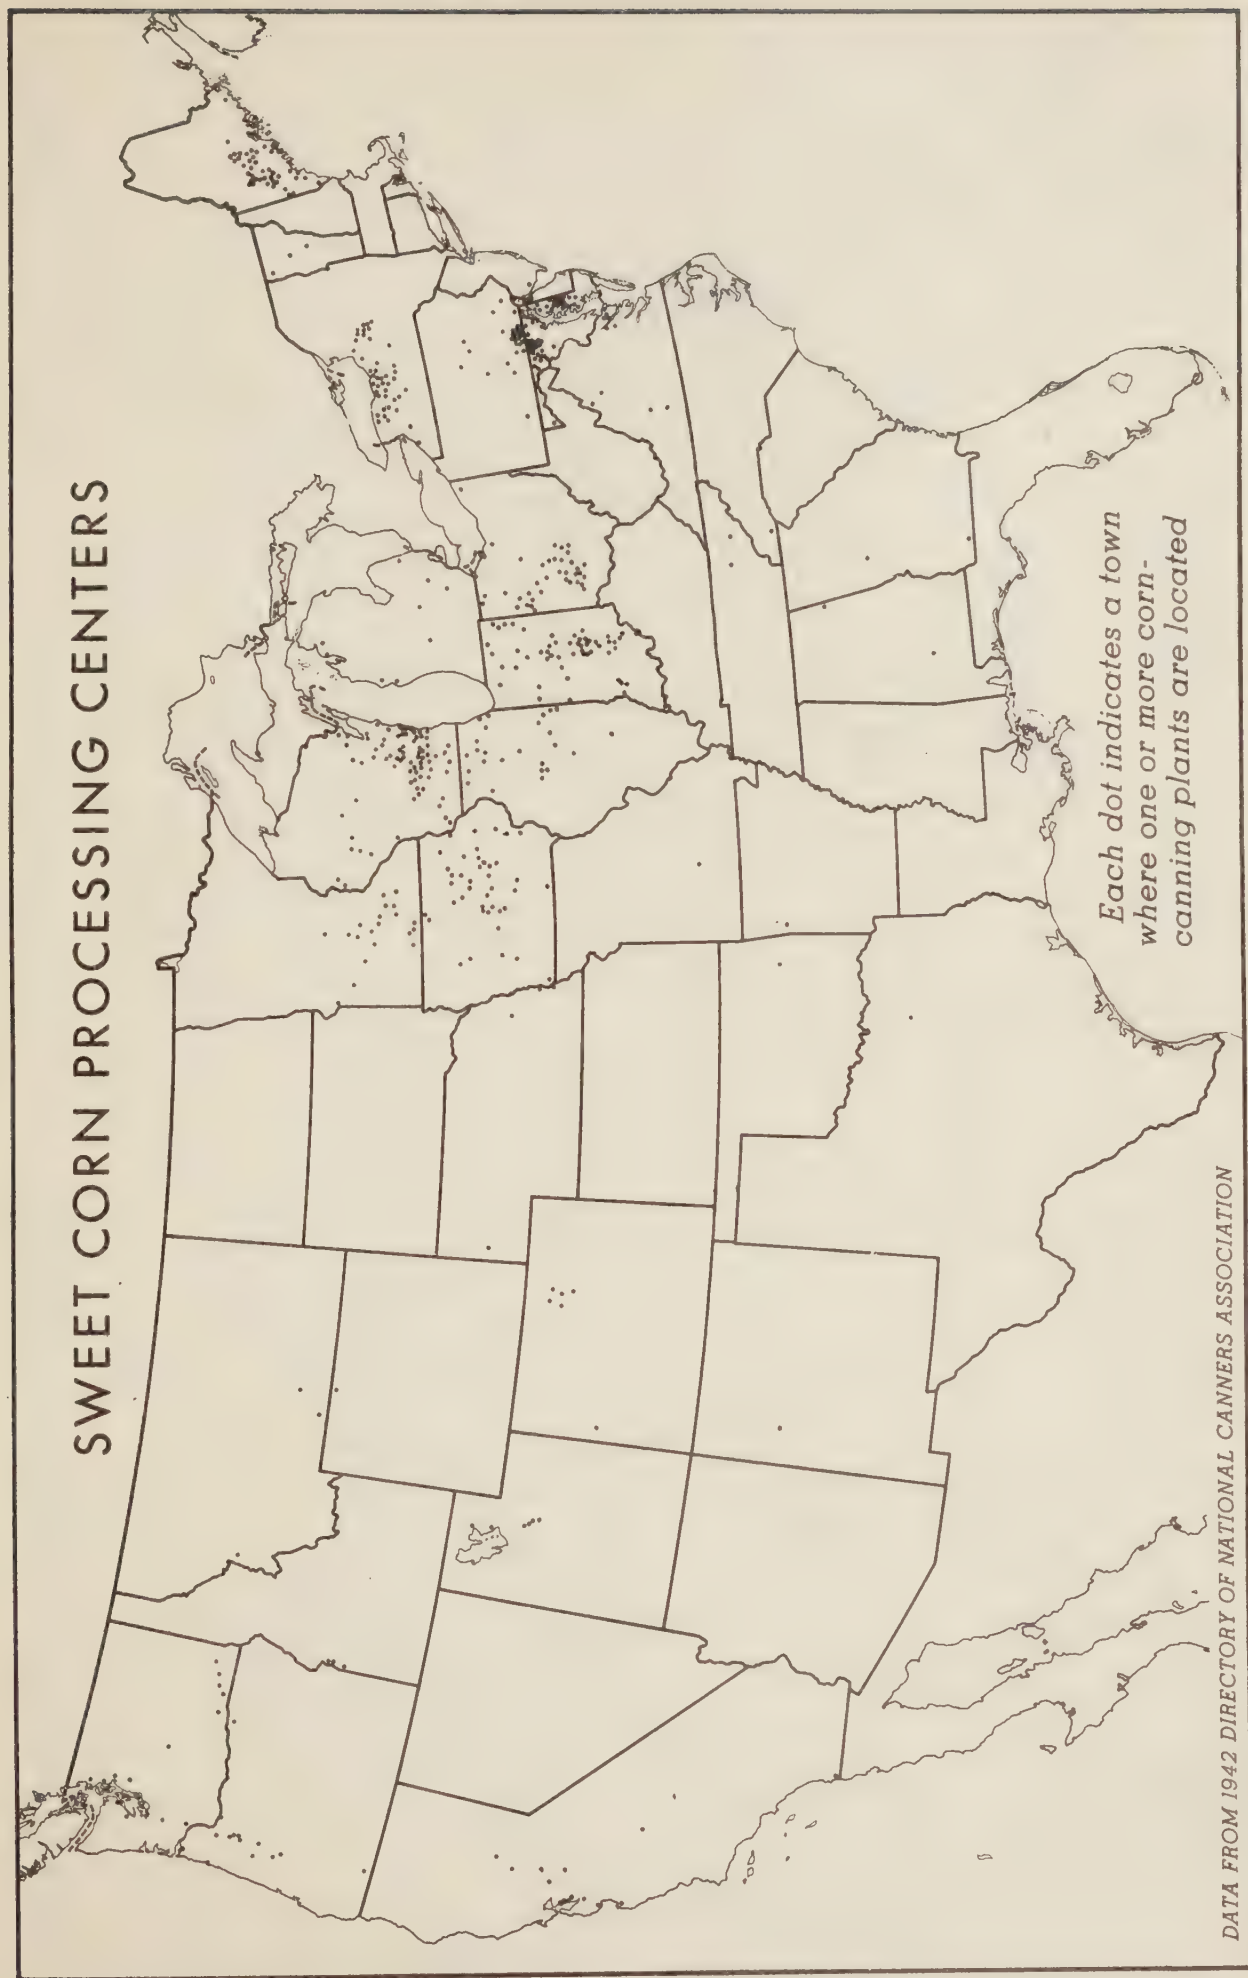 SWEET CORN PROCESSING CENTERS
Each dot indicates a town
where one or more corn-
canning plants are located
DATA FROM 1942 DIRECTORY OF NATIONAL CANNERS ASSOCIATION